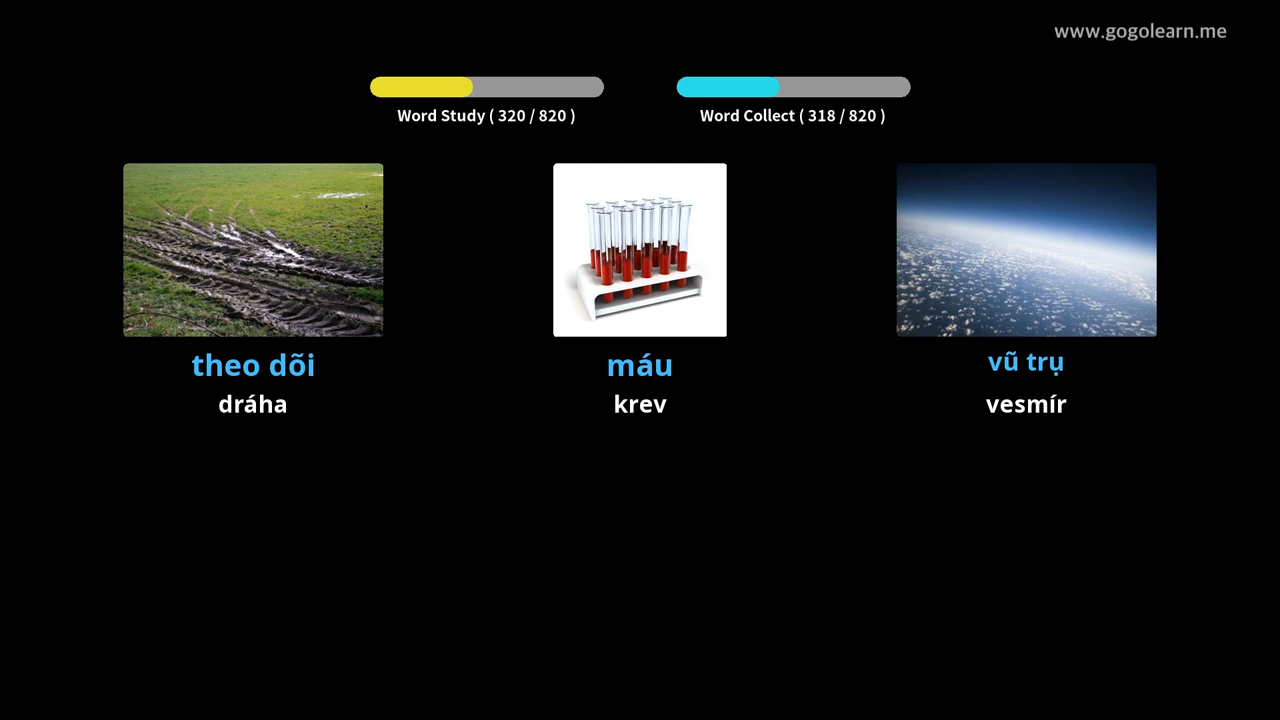 www.gogolearn.me
Word Study ( 320 / 820 )
Word Collect ( 318 / 820 )
theo dõi
dráha
máu
krev
vũ trụ
vesmír